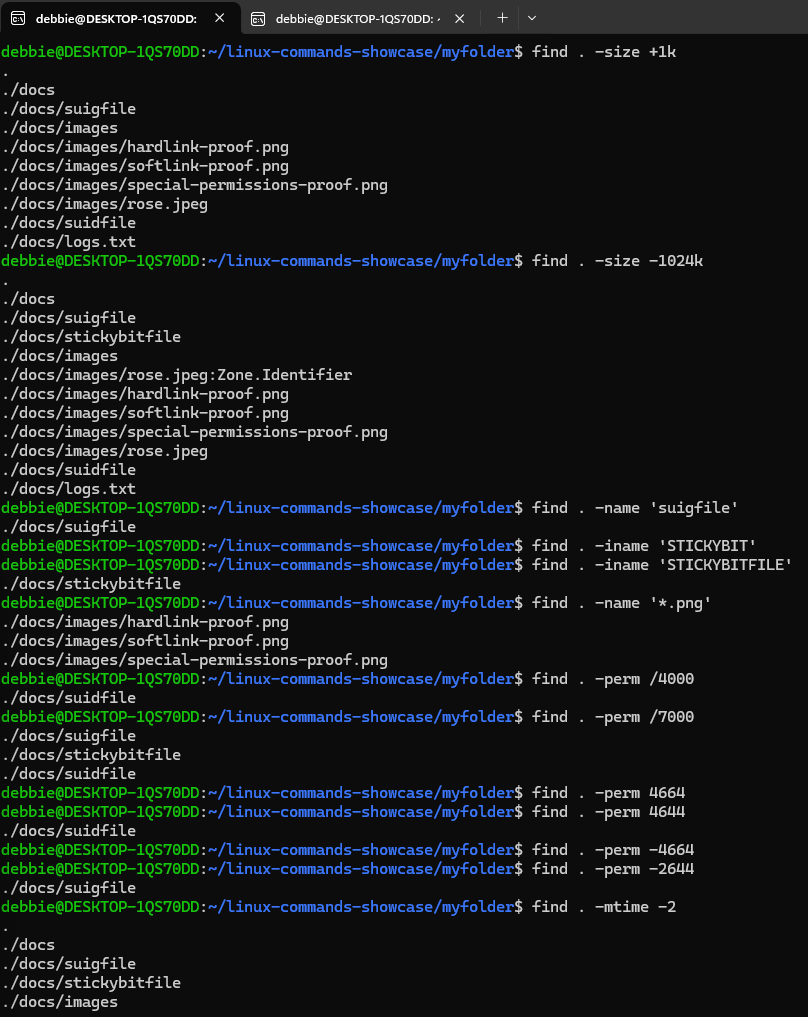 debbie@DESKTOP-1QS70DD:
debbie@DESKTOP-1QS70DD: ~
debbie@DESKTOP-1QS70DD:~/linux-commands-showcase/myfolder$ find . -size +1k
.
./docs
./docs/suigfile
./docs/images
./docs/images/hardlink-proof.png
./docs/images/softlink-proof.png
./docs/images/special-permissions-proof.png
./docs/images/rose.jpeg
./docs/suidfile
./docs/logs.txt
debbie@DESKTOP-1QS70DD:~/linux-commands-showcase/myfolder$ find . -size -1024k
.
./docs
./docs/suigfile
./docs/stickybitfile
./docs/images
./docs/images/rose.jpeg:Zone.Identifier
./docs/images/hardlink-proof.png
./docs/images/softlink-proof.png
./docs/images/special-permissions-proof.png
./docs/images/rose.jpeg
./docs/suidfile
./docs/logs.txt
debbie@DESKTOP-1QS70DD:~/linux-commands-showcase/myfolder$ find . -name 'suigfile'
./docs/suigfile
debbie@DESKTOP-1QS70DD:~/linux-commands-showcase/myfolder$ find . -iname 'STICKYBIT'
debbie@DESKTOP-1QS70DD:~/linux-commands-showcase/myfolder$ find . -iname 'STICKYBITFILE'
./docs/stickybitfile
debbie@DESKTOP-1QS70DD:~/linux-commands-showcase/myfolder$ find . -name '*.png'
./docs/images/hardlink-proof.png
./docs/images/softlink-proof.png
./docs/images/special-permissions-proof.png
debbie@DESKTOP-1QS70DD:~/linux-commands-showcase/myfolder$ find . -perm /4000
./docs/suidfile
debbie@DESKTOP-1QS70DD:~/linux-commands-showcase/myfolder$ find . -perm /7000
./docs/suigfile
./docs/stickybitfile
./docs/suidfile
debbie@DESKTOP-1QS70DD:~/linux-commands-showcase/myfolder$ find . -perm 4664
debbie@DESKTOP-1QS70DD:~/linux-commands-showcase/myfolder$ find . -perm 4644
./docs/suidfile
debbie@DESKTOP-1QS70DD:~/linux-commands-showcase/myfolder$ find . -perm -4664
debbie@DESKTOP-1QS70DD:~/linux-commands-showcase/myfolder$ find . -perm -2644
./docs/suigfile
debbie@DESKTOP-1QS70DD:~/linux-commands-showcase/myfolder$ find . -mtime -2
.
./docs
./docs/suigfile
./docs/stickybitfile
./docs/images